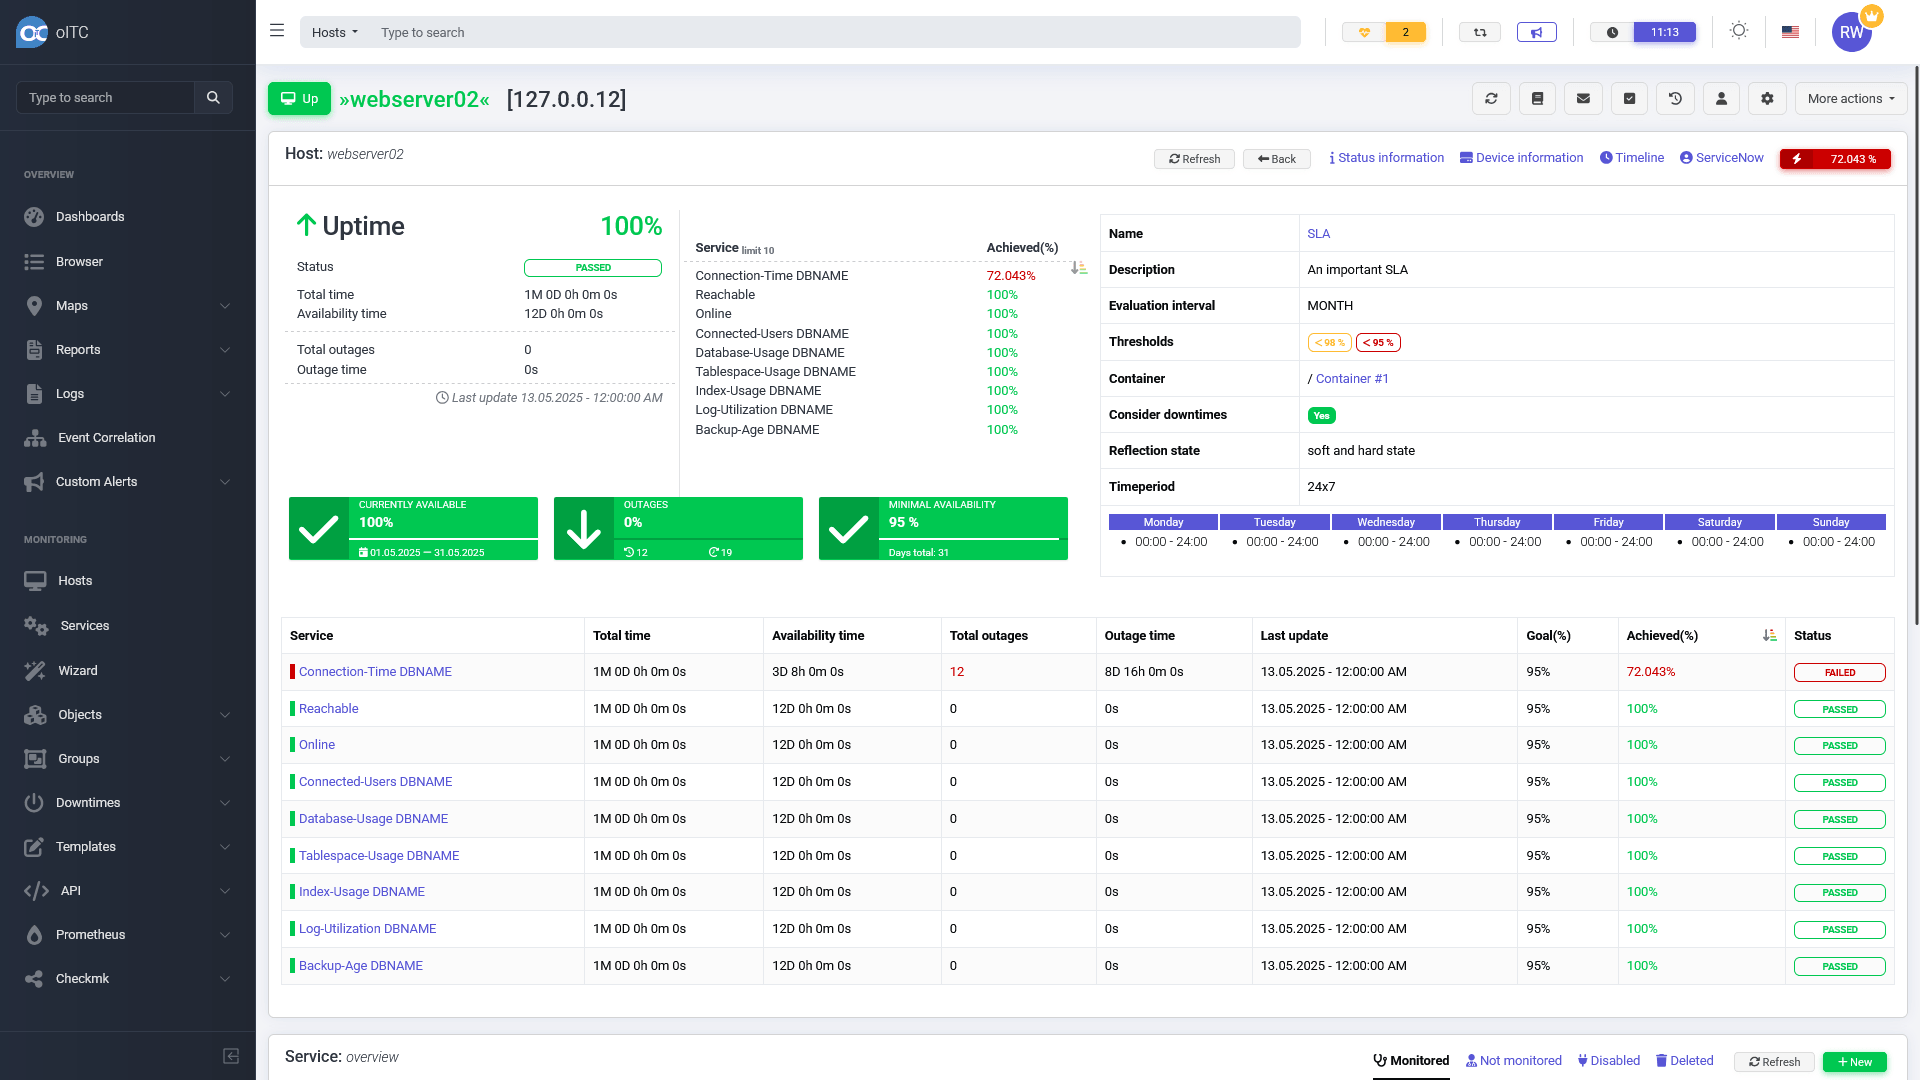 oITC
Hosts
Type to search
2
11:13
RW
Type to search
Up
»webserver02« [127.0.0.12]
More actions
Host: webserver02
Refresh
Back
Status information
Device information
Timeline
ServiceNow
72.043 %
OVERVIEW
Dashboards
Browser
Maps
Reports
Logs
Event Correlation
Custom Alerts
MONITORING
Hosts
Services
Wizard
Objects
Groups
Downtimes
Templates
API
Prometheus
Checkmk
Uptime 100%
Status PASSED
Total time 1M 0D 0h 0m 0s
Availability time 12D 0h 0m 0s
Total outages 0
Outage time 0s
Last update 13.05.2025 - 12:00:00 AM
Service limit 10 Achieved(%)
Connection-Time DBNAME 72.043%
Reachable 100%
Online 100%
Connected-Users DBNAME 100%
Database-Usage DBNAME 100%
Tablespace-Usage DBNAME 100%
Index-Usage DBNAME 100%
Log-Utilization DBNAME 100%
Backup-Age DBNAME 100%
CURRENTLY AVAILABLE
100%
01.05.2025 — 31.05.2025
OUTAGES
0%
12 19
MINIMAL AVAILABILITY
95 %
Days total: 31
Name SLA
Description An important SLA
Evaluation interval MONTH
Thresholds < 98 % < 95 %
Container / Container #1
Consider downtimes Yes
Reflection state soft and hard state
Timeperiod 24x7
Monday Tuesday Wednesday Thursday Friday Saturday Sunday
• 00:00 - 24:00 • 00:00 - 24:00 • 00:00 - 24:00 • 00:00 - 24:00 • 00:00 - 24:00 • 00:00 - 24:00 • 00:00 - 24:00
Service Total time Availability time Total outages Outage time Last update Goal(%) Achieved(%) Status
Connection-Time DBNAME 1M 0D 0h 0m 0s 3D 8h 0m 0s 12 8D 16h 0m 0s 13.05.2025 - 12:00:00 AM 95% 72.043% FAILED
Reachable 1M 0D 0h 0m 0s 12D 0h 0m 0s 0 0s 13.05.2025 - 12:00:00 AM 95% 100% PASSED
Online 1M 0D 0h 0m 0s 12D 0h 0m 0s 0 0s 13.05.2025 - 12:00:00 AM 95% 100% PASSED
Connected-Users DBNAME 1M 0D 0h 0m 0s 12D 0h 0m 0s 0 0s 13.05.2025 - 12:00:00 AM 95% 100% PASSED
Database-Usage DBNAME 1M 0D 0h 0m 0s 12D 0h 0m 0s 0 0s 13.05.2025 - 12:00:00 AM 95% 100% PASSED
Tablespace-Usage DBNAME 1M 0D 0h 0m 0s 12D 0h 0m 0s 0 0s 13.05.2025 - 12:00:00 AM 95% 100% PASSED
Index-Usage DBNAME 1M 0D 0h 0m 0s 12D 0h 0m 0s 0 0s 13.05.2025 - 12:00:00 AM 95% 100% PASSED
Log-Utilization DBNAME 1M 0D 0h 0m 0s 12D 0h 0m 0s 0 0s 13.05.2025 - 12:00:00 AM 95% 100% PASSED
Backup-Age DBNAME 1M 0D 0h 0m 0s 12D 0h 0m 0s 0 0s 13.05.2025 - 12:00:00 AM 95% 100% PASSED
Service: overview
Monitored
Not monitored
Disabled
Deleted
Refresh
+ New